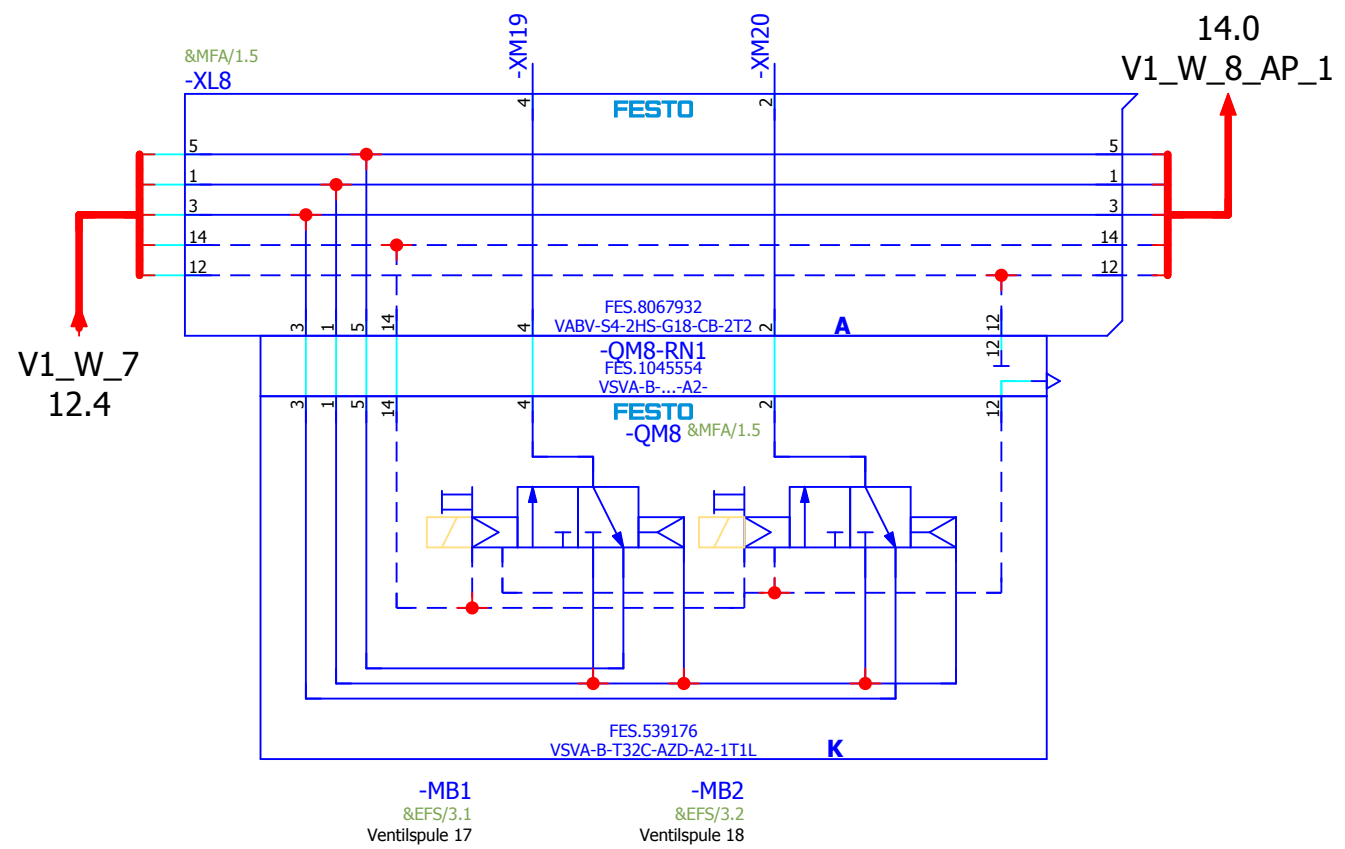 14.0
V1_W_8_AP_1
-XM19
-XM20
&MFA/1.5
-XL8
4
FESTO
2
5
5
1
1
3
3
14
14
12
12
FES.8067932
VABV-S4-2HS-G18-CB-2T2
A
3
1
5
14
4
2
12
V1_W_7
12.4
-QM8-RN1
FES.1045554
VSVA-B-...-A2-
12
3
1
5
14
4
FESTO
2
12
-QM8
&MFA/1.5
FES.539176
VSVA-B-T32C-AZD-A2-1T1L
K
-MB1
-MB2
&EFS/3.1
&EFS/3.2
Ventilspule 17
Ventilspule 18